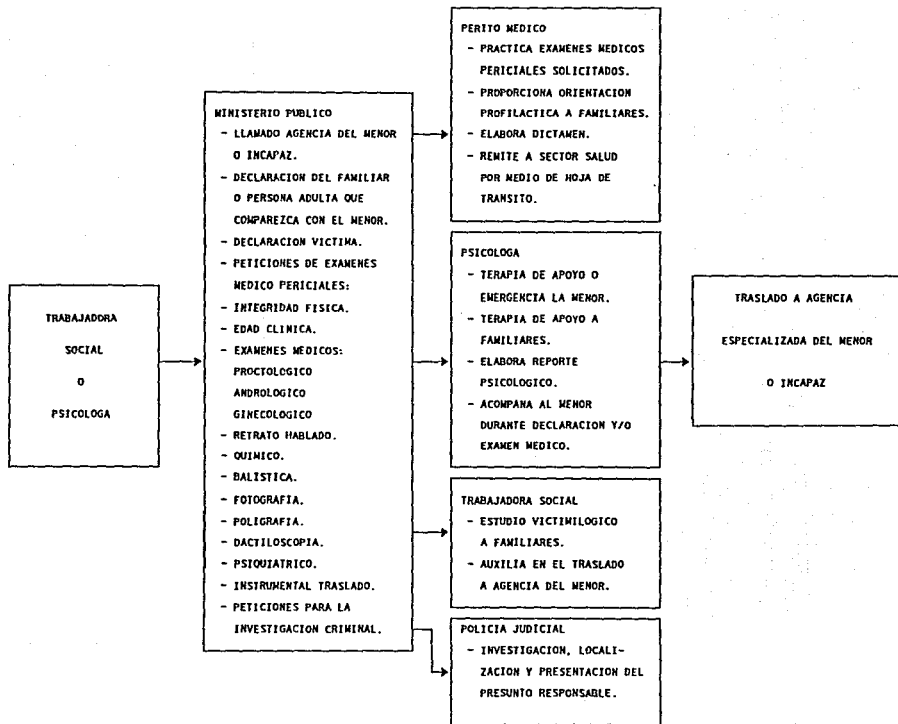 TRABAJADORA
SOCIAL
O
PSICOLOGA
MINISTERIO PUBLICO
- LLAMADO AGENCIA DEL MENOR
O INCAPAZ.
- DECLARACION DEL FAMILIAR
O PERSONA ADULTA QUE
COMPAREZCA CON EL MENOR.
- DECLARACION VICTIMA.
- PETICIONES DE EXAMENES
MEDICO PERICIALES:
- INTEGRIDAD FISICA.
- EDAD CLINICA.
- EXAMENES MEDICOS:
PROCTOLOGICO
ANDROLOGICO
GINECOLOGICO
- RETRATO HABLADO.
- QUIMICO.
- BALISTICA.
- FOTOGRAFIA.
- POLIGRAFIA.
- DACTILOSCOPIA.
- PSIQUIATRICO.
- INSTRUMENTAL TRASLADO.
- PETICIONES PARA LA
INVESTIGACION CRIMINAL.
PERITO MEDICO
- PRACTICA EXAMENES MEDICOS
PERICIALES SOLICITADOS.
- PROPORCIONA ORIENTACION
PROFILACTICA A FAMILIARES.
- ELABORA DICTAMEN.
- REMITE A SECTOR SALUD
POR MEDIO DE HOJA DE
TRANSITO.
PSICOLOGA
- TERAPIA DE APOYO O
EMERGENCIA LA MENOR.
- TERAPIA DE APOYO A
FAMILIARES.
- ELABORA REPORTE
PSICOLOGICO.
- ACOMPANA AL MENOR
DURANTE DECLARACION Y/O
EXAMEN MEDICO.
TRABAJADORA SOCIAL
- ESTUDIO VICTIMILOGICO
A FAMILIARES.
- AUXILIA EN EL TRASLADO
A AGENCIA DEL MENOR.
POLICIA JUDICIAL
- INVESTIGACION, LOCALI-
ZACION Y PRESENTACION DEL
PRESUNTO RESPONSABLE.
TRASLADO A AGENCIA
ESPECIALIZADA DEL MENOR
O INCAPAZ